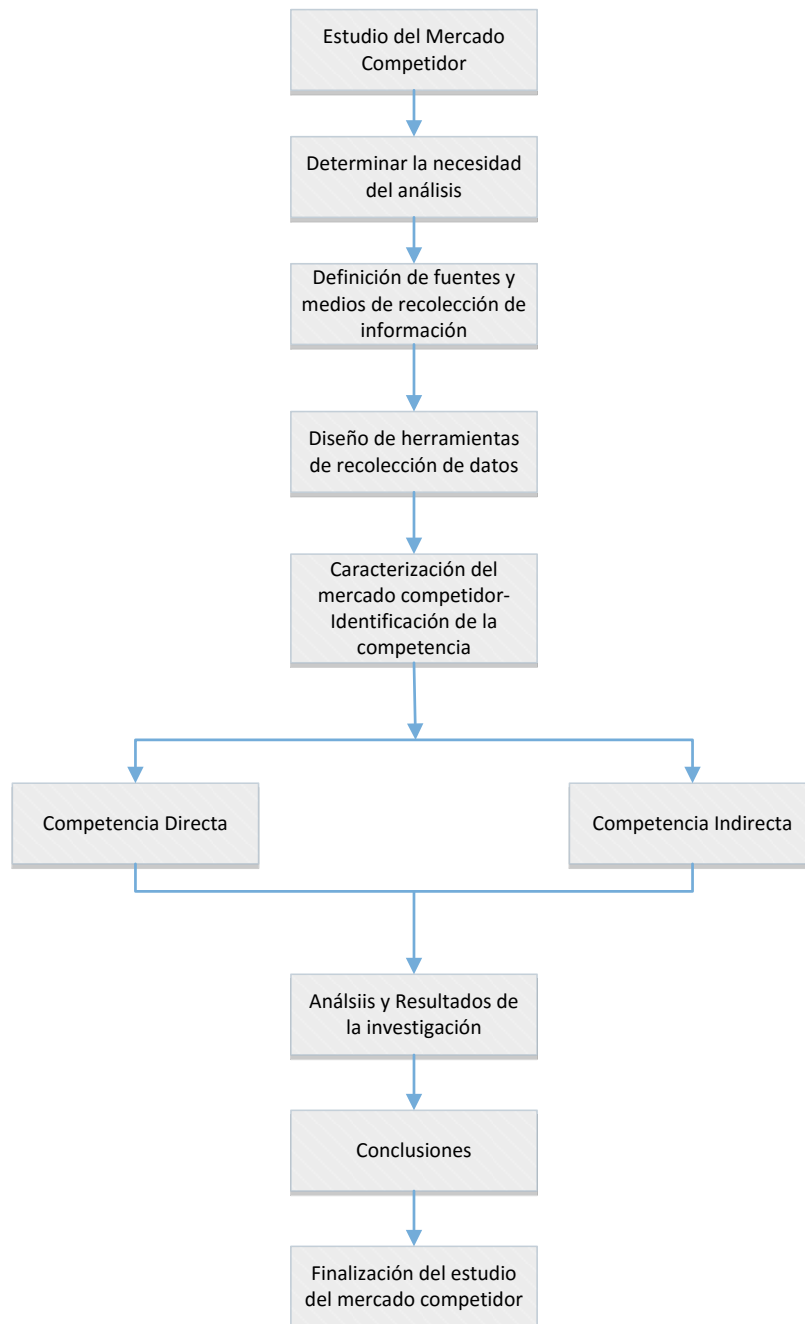 Estudio del Mercado
Competidor
Determinar la necesidad
del análisis
Definición de fuentes y
medios de recolección de
información
Diseño de herramientas
de recolección de datos
Caracterización del
mercado competidor-
Identificación de la
competencia
Competencia Directa
Competencia Indirecta
Análsiis y Resultados de
la investigación
Conclusiones
Finalización del estudio
del mercado competidor